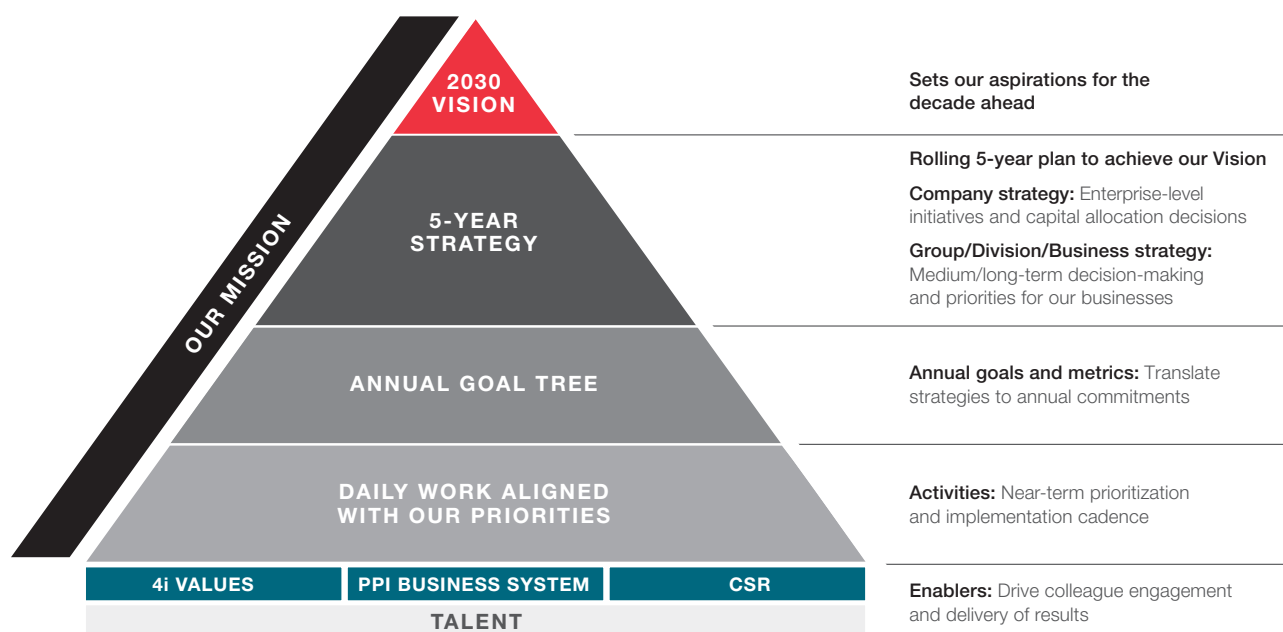 OUR MISSION
2030
VISION
Sets our aspirations for the
decade ahead
5-YEAR
STRATEGY
Rolling 5-year plan to achieve our Vision
Company strategy: Enterprise-level
initiatives and capital allocation decisions
Group/Division/Business strategy:
Medium/long-term decision-making
and priorities for our businesses
ANNUAL GOAL TREE
Annual goals and metrics: Translate
strategies to annual commitments
DAILY WORK ALIGNED
WITH OUR PRIORITIES
Activities: Near-term prioritization
and implementation cadence
4i VALUES
PPI BUSINESS SYSTEM
CSR
TALENT
Enablers: Drive colleague engagement
and delivery of results